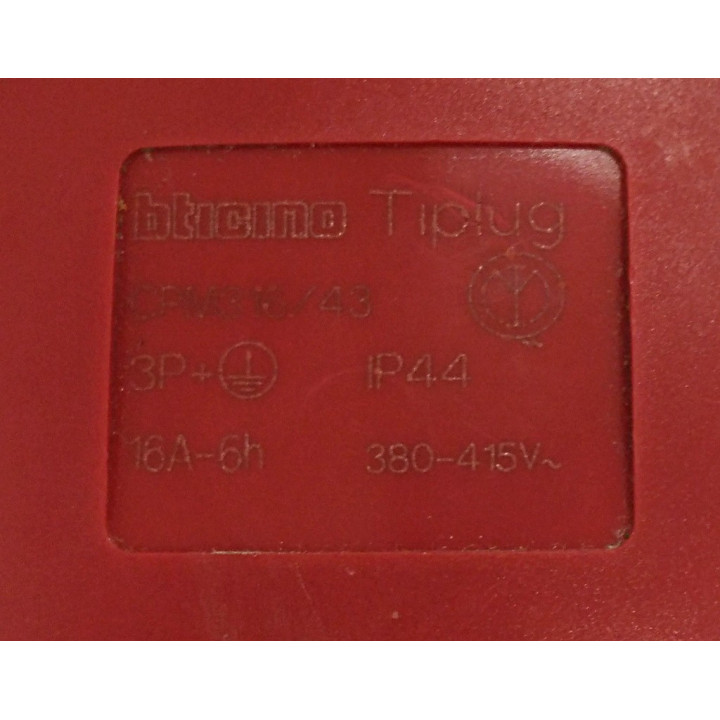 bticino Tiplug
CPM316/43
3P+⏚ IP44
16A-6h 380-415V~